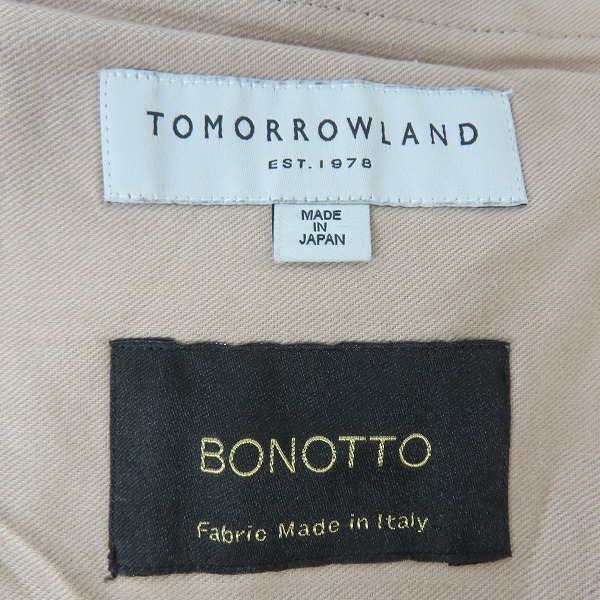 TOMORROWLAND
EST. 1978
MADE
IN
JAPAN
BONOTTO
Fabric Made in Italy